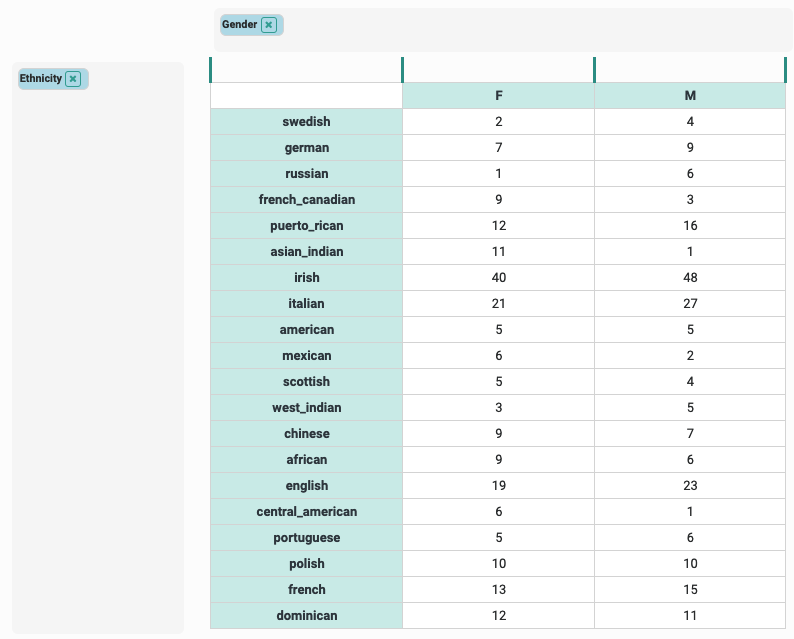 Gender x
Ethnicity x
F M
swedish 2 4
german 7 9
russian 1 6
french_canadian 9 3
puerto_rican 12 16
asian_indian 11 1
irish 40 48
italian 21 27
american 5 5
mexican 6 2
scottish 5 4
west_indian 3 5
chinese 9 7
african 9 6
english 19 23
central_american 6 1
portuguese 5 6
polish 10 10
french 13 15
dominican 12 11